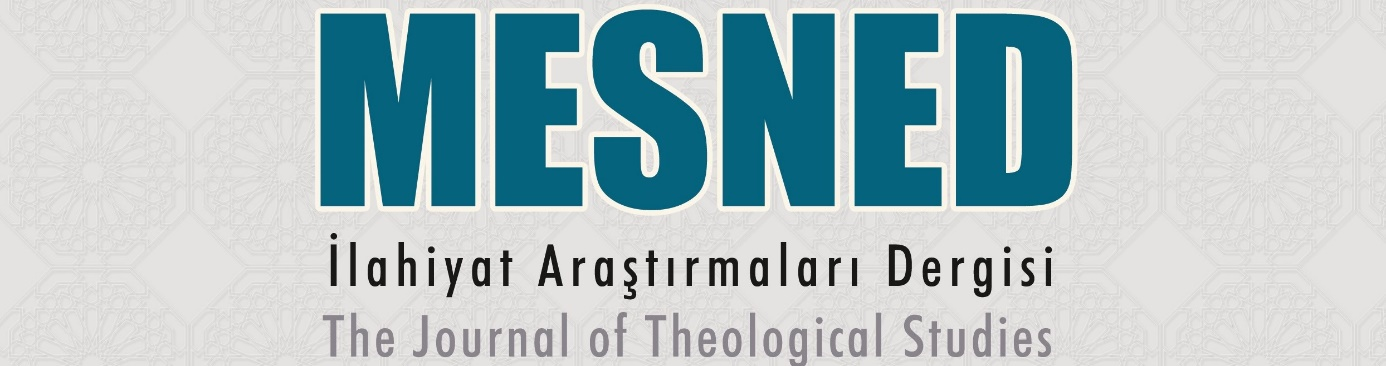 MESNED
İlahiyat Araştırmaları Dergisi
The Journal of Theological Studies